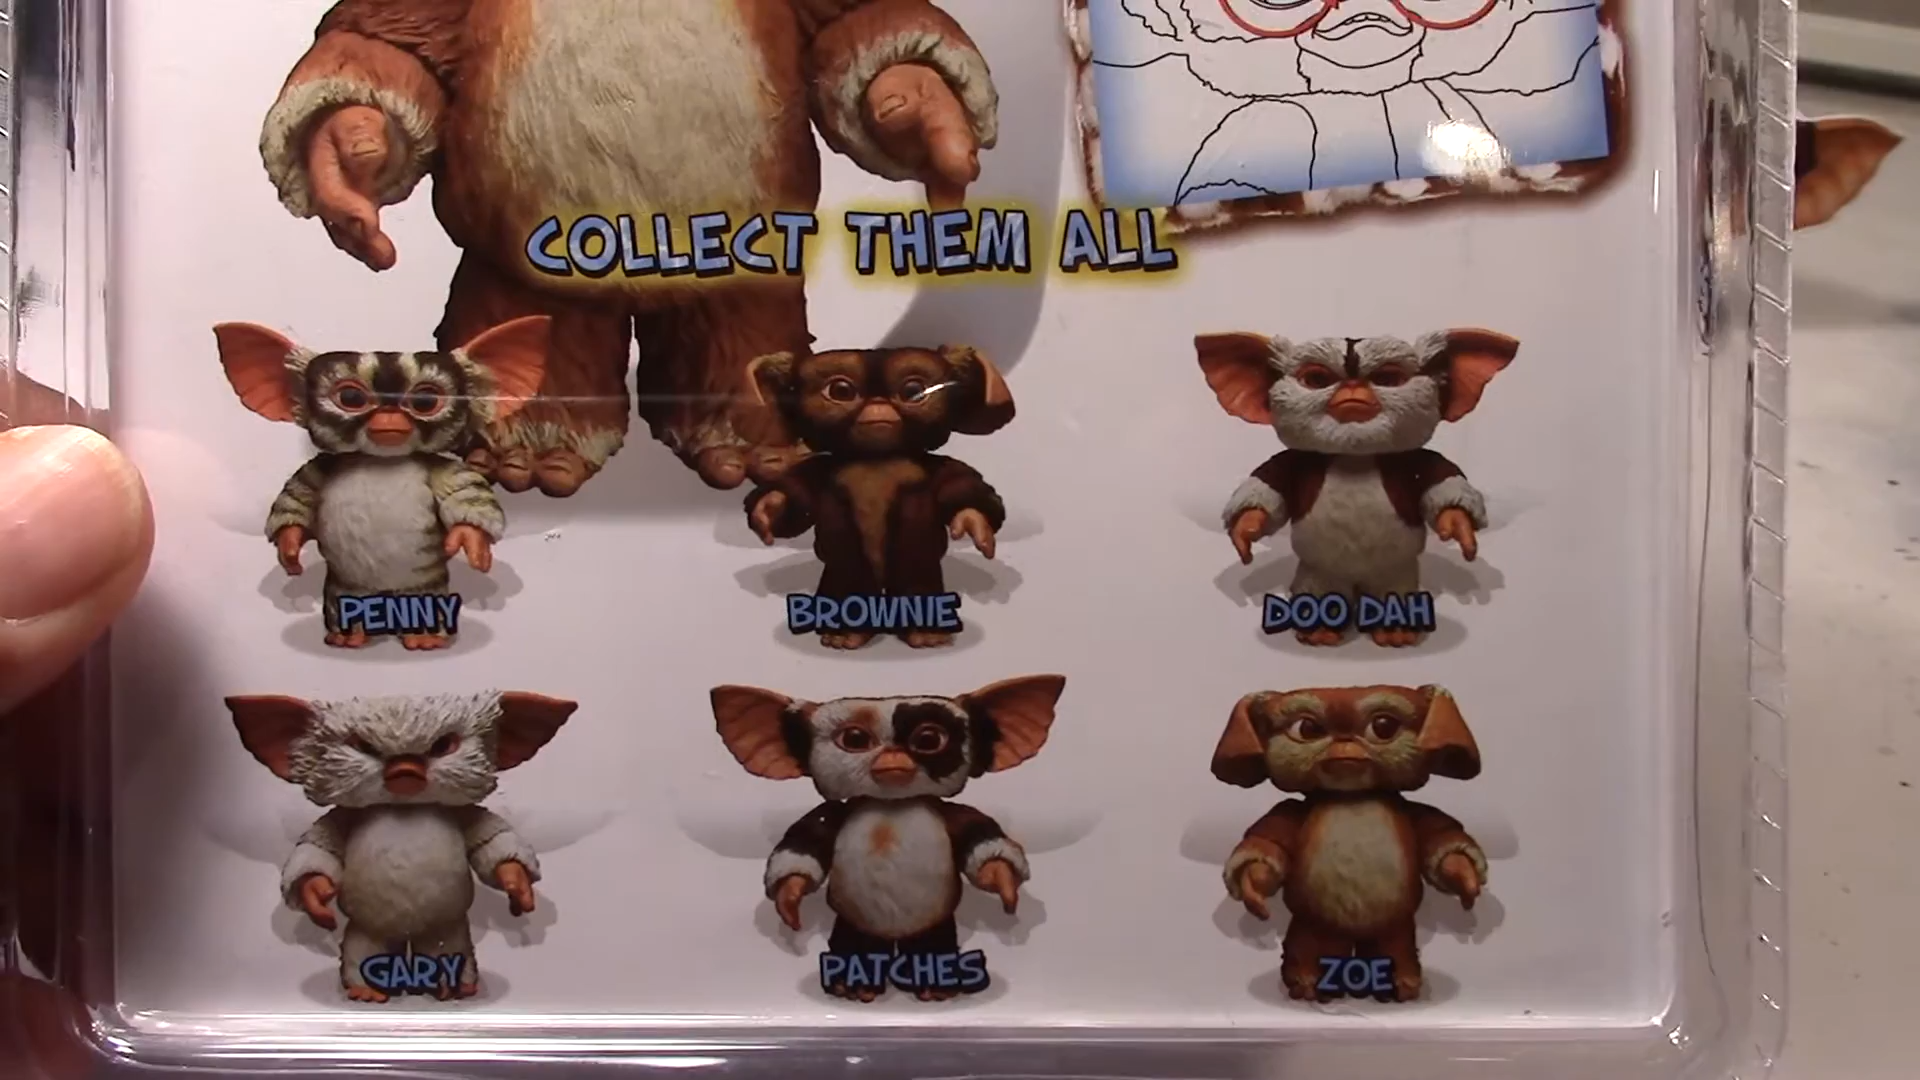 COLLECT THEM ALL
PENNY
BROWNIE
DOO DAH
GARY
PATCHES
ZOE